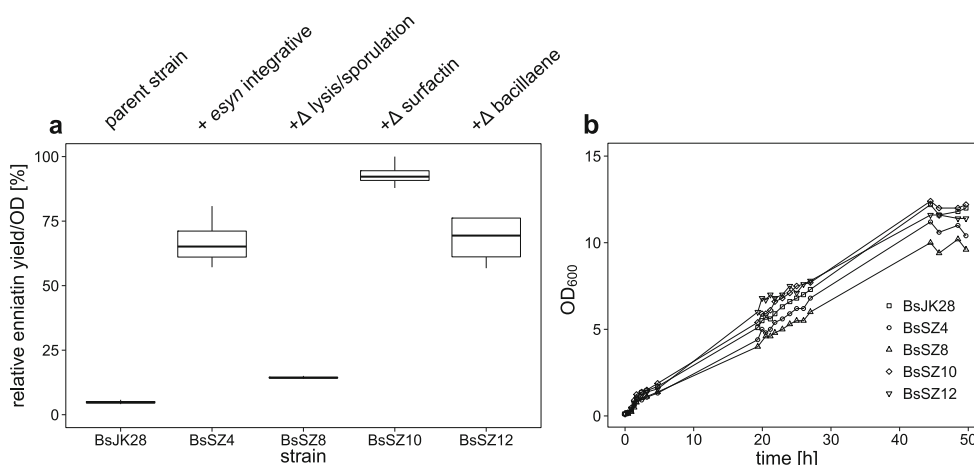 parent strain
+ esyn integrative
+Δ lysis/sporulation
+Δ surfactin
+Δ bacillaene
a
relative enniatin yield/OD [%]
100
75
50
25
0
BsJK28
BsSZ4
BsSZ8
BsSZ10
BsSZ12
strain
b
OD600
15
10
5
0
BsJK28
BsSZ4
BsSZ8
BsSZ10
BsSZ12
0
10
20
30
40
50
time [h]